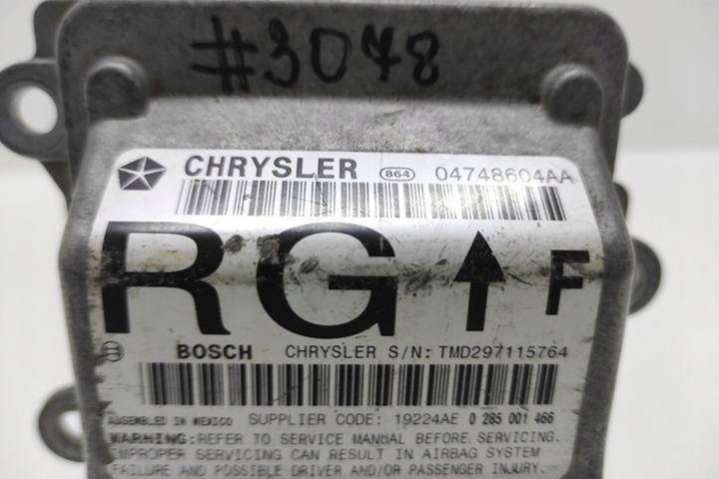 #3078
CHRYSLER 864 04748604AA
RG F
BOSCH CHRYSLER S/N: TMD297115764
ASSEMBLED IN MEXICO SUPPLIER CODE: 19224AE 0 285 001 466
WARNING: REFER TO SERVICE MANUAL BEFORE SERVICING.
IMPROPER SERVICING CAN RESULT IN AIRBAG SYSTEM
FAILURE AND POSSIBLE DRIVER AND/OR PASSENGER INJURY.